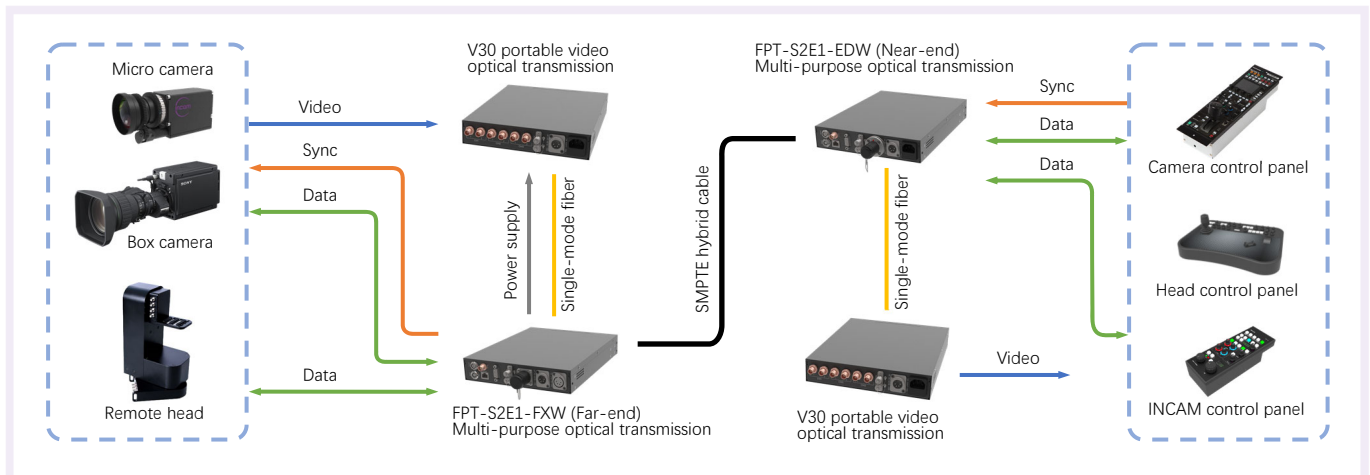 Micro camera
Box camera
Remote head
Video
Sync
Data
Data
V30 portable video
optical transmission
Power supply
Single-mode fiber
FPT-S2E1-FXW (Far-end)
Multi-purpose optical transmission
SMPTE hybrid cable
FPT-S2E1-EDW (Near-end)
Multi-purpose optical transmission
Single-mode fiber
V30 portable video
optical transmission
Sync
Data
Data
Video
Camera control panel
Head control panel
INCAM control panel
SONY